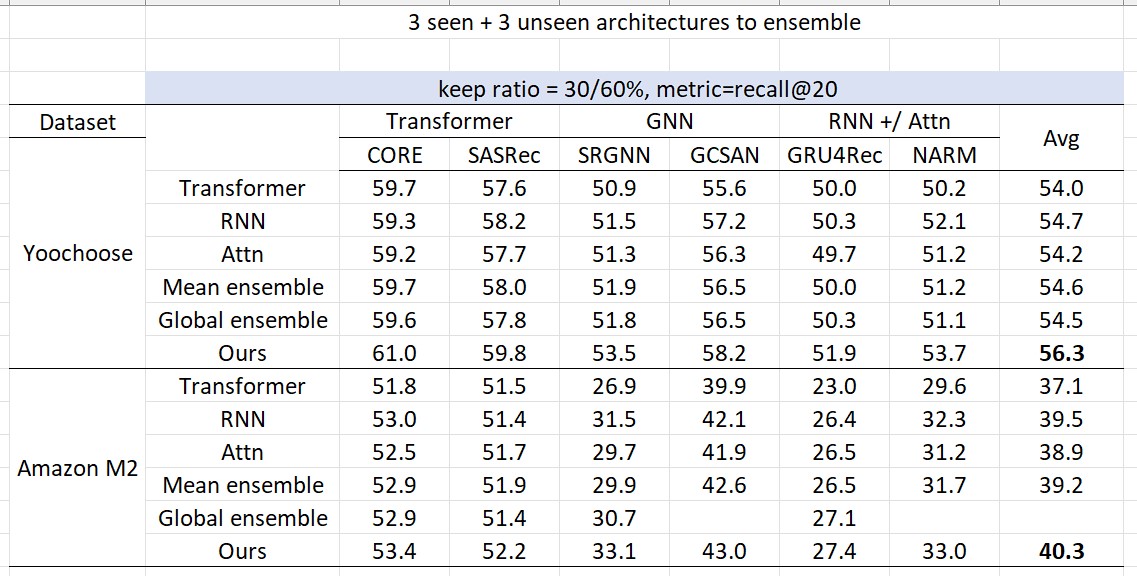 3 seen + 3 unseen architectures to ensemble
keep ratio = 30/60%, metric=recall@20
Dataset Transformer GNN RNN +/ Attn Avg
CORE SASRec SRGNN GCSAN GRU4Rec NARM
Yoochoose
Transformer 59.7 57.6 50.9 55.6 50.0 50.2 54.0
RNN 59.3 58.2 51.5 57.2 50.3 52.1 54.7
Attn 59.2 57.7 51.3 56.3 49.7 51.2 54.2
Mean ensemble 59.7 58.0 51.9 56.5 50.0 51.2 54.6
Global ensemble 59.6 57.8 51.8 56.5 50.3 51.1 54.5
Ours 61.0 59.8 53.5 58.2 51.9 53.7 56.3
Amazon M2
Transformer 51.8 51.5 26.9 39.9 23.0 29.6 37.1
RNN 53.0 51.4 31.5 42.1 26.4 32.3 39.5
Attn 52.5 51.7 29.7 41.9 26.5 31.2 38.9
Mean ensemble 52.9 51.9 29.9 42.6 26.5 31.7 39.2
Global ensemble 52.9 51.4 30.7 27.1
Ours 53.4 52.2 33.1 43.0 27.4 33.0 40.3